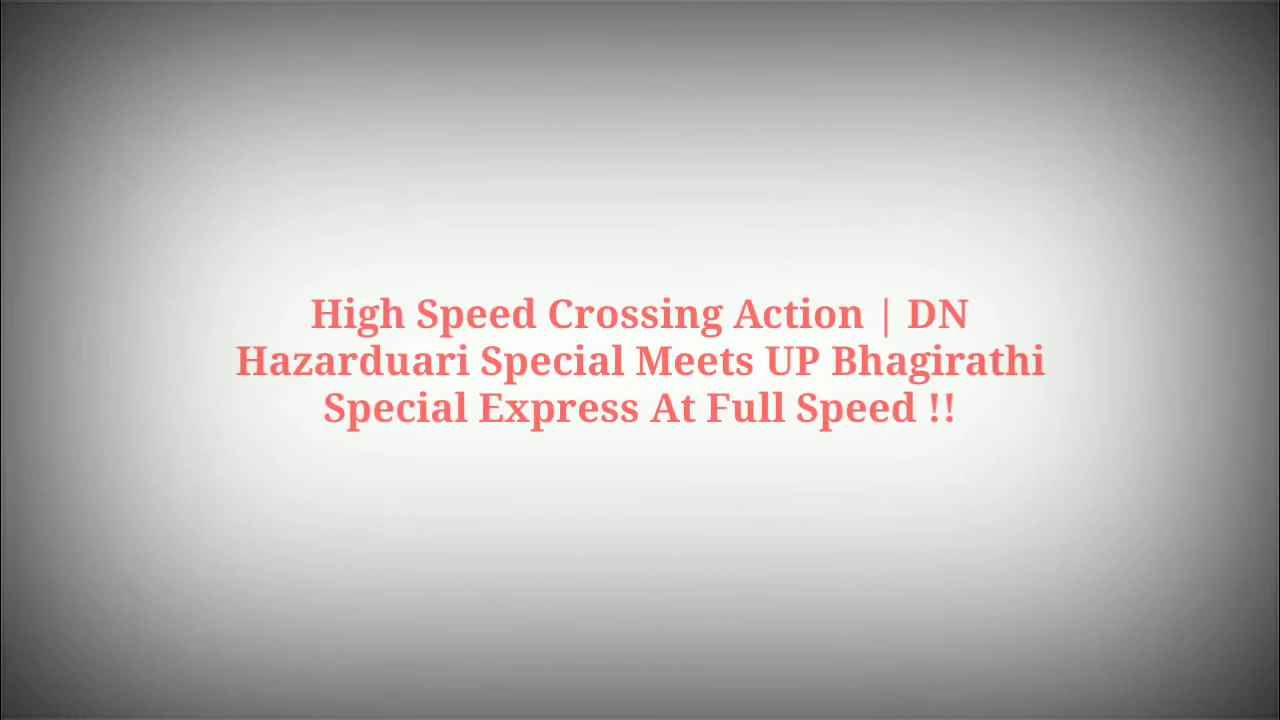 High Speed Crossing Action | DN
Hazarduari Special Meets UP Bhagirathi
Special Express At Full Speed !!